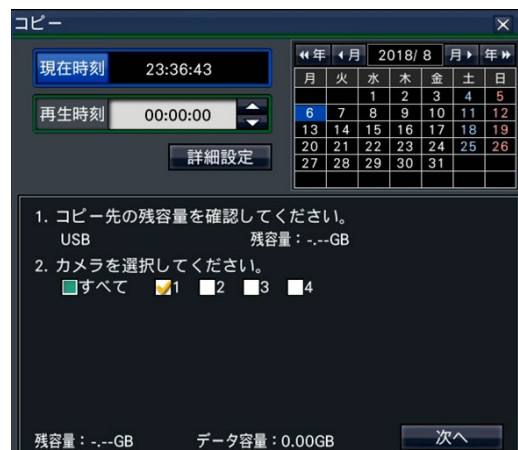 コピー
現在時刻 23:36:43
再生時刻 00:00:00
詳細設定
年 月 2018/ 8 月 年
月 火 水 木 金 土 日
1 2 3 4 5
6 7 8 9 10 11 12
13 14 15 16 17 18 19
20 21 22 23 24 25 26
27 28 29 30 31
1. コピー先の残容量を確認してください。
USB 残容量：-.--GB
2. カメラを選択してください。
すべて 1 2 3 4
残容量：-.--GB データ容量：0.00GB 次へ